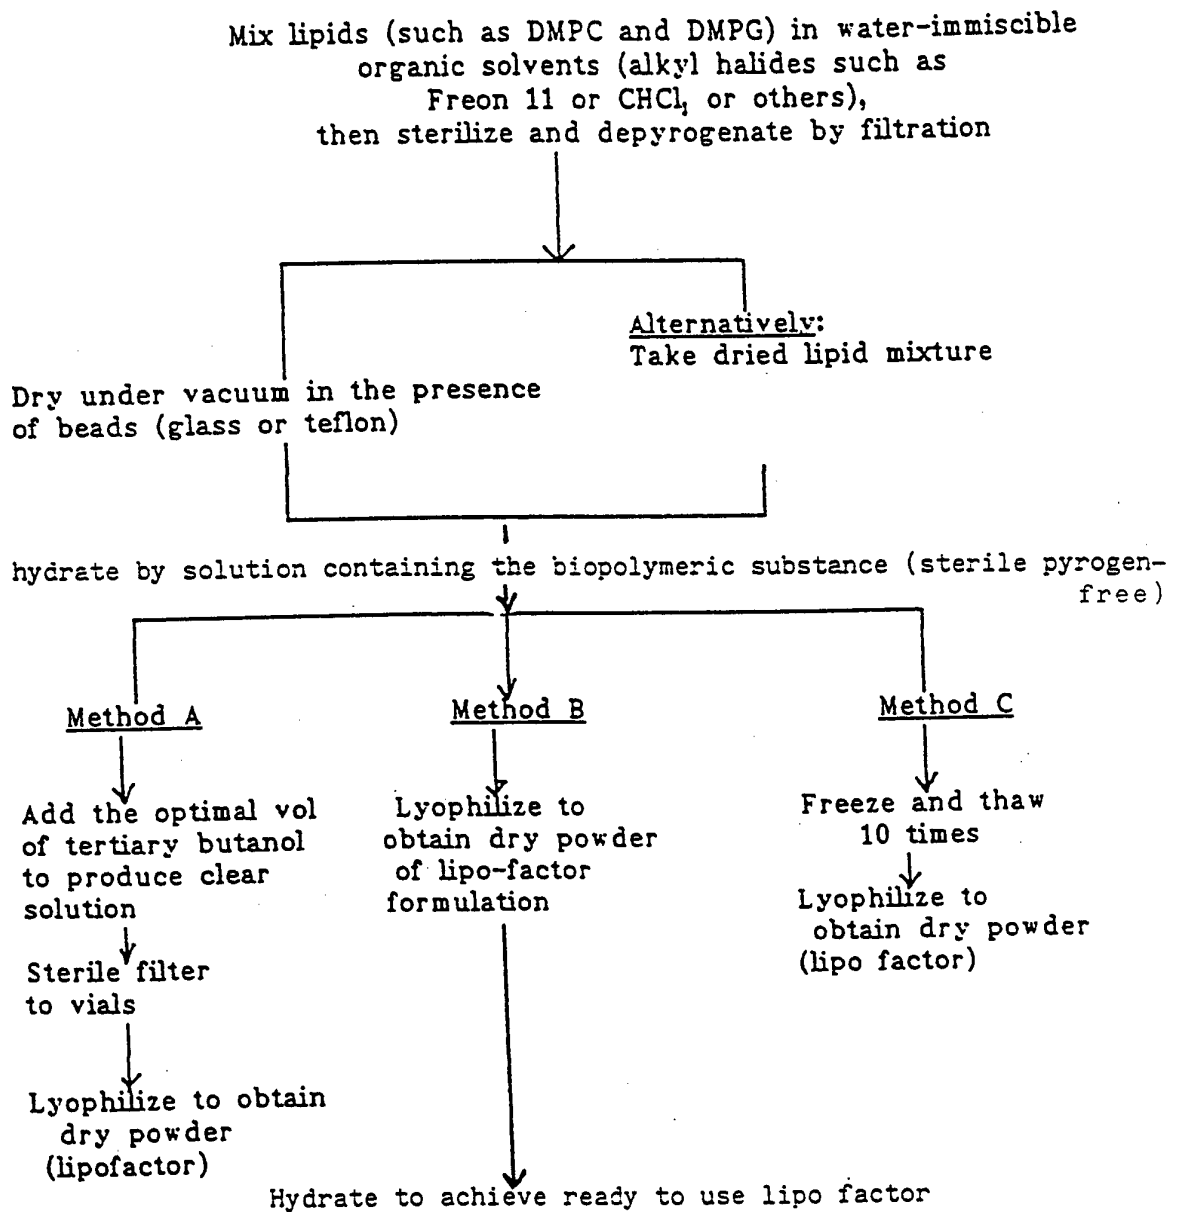 Mix lipids (such as DMPC and DMPG) in water-immiscible
organic solvents (alkyl halides such as
Freon 11 or CHCl₃ or others),
then sterilize and depyrogenate by filtration
Alternatively:
Take dried lipid mixture
Dry under vacuum in the presence
of beads (glass or teflon)
hydrate by solution containing the biopolymeric substance (sterile pyrogen-
free)
Method A
Add the optimal vol
of tertiary butanol
to produce clear
solution
Sterile filter
to vials
Lyophilize to obtain
dry powder
(lipofactor)
Method B
Lyophilize to
obtain dry powder
of lipo-factor
formulation
Method C
Freeze and thaw
10 times
Lyophilize to
obtain dry powder
(lipo factor)
Hydrate to achieve ready to use lipo factor